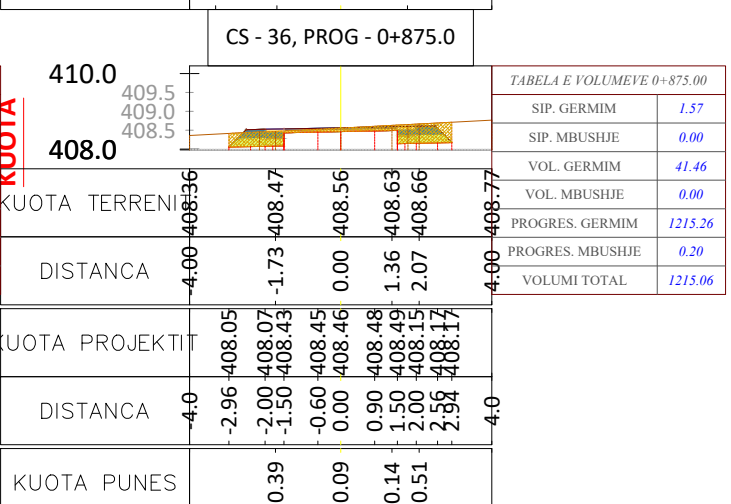 CS - 36, PROG - 0+875.0
KUOTA
410.0
409.5
409.0
408.5
408.0
TABELA E VOLUMEVE 0+875.00
SIP. GERMIM 1.57
SIP. MBUSHJE 0.00
VOL. GERMIM 41.46
VOL. MBUSHJE 0.00
PROGRES. GERMIM 1215.26
PROGRES. MBUSHJE 0.20
VOLUMI TOTAL 1215.06
KUOTA TERRENIT 408.36 408.47 408.56 408.63 408.66 408.77
DISTANCA -4.00 -1.73 0.00 1.36 2.07 4.00
KUOTA PROJEKTIT 408.05 408.07 408.43 408.45 408.46 408.48 408.49 408.15 408.17 408.17
DISTANCA -4.0 -2.96 -2.00 -1.50 -0.60 0.00 0.90 1.50 2.00 2.56 2.94 4.0
KUOTA PUNES 0.39 0.09 0.14 0.51